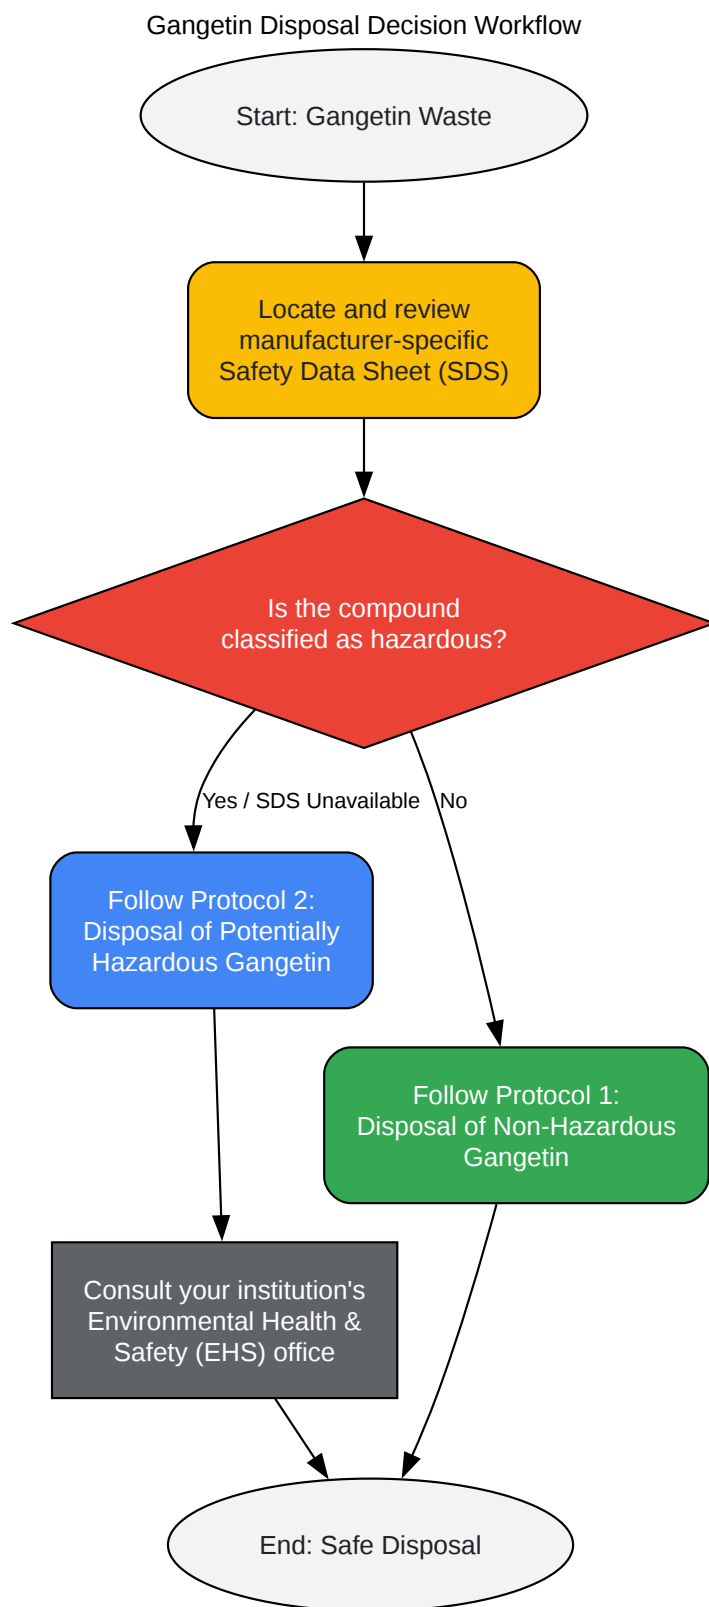 Gangetin Disposal Decision Workflow
Start: Gangetin Waste
Locate and review
manufacturer-specific
Safety Data Sheet (SDS)
Is the compound
classified as hazardous?
Yes / SDS Unavailable
No
Follow Protocol 2:
Disposal of Potentially
Hazardous Gangetin
Follow Protocol 1:
Disposal of Non-Hazardous
Gangetin
Consult your institution's
Environmental Health &
Safety (EHS) office
End: Safe Disposal